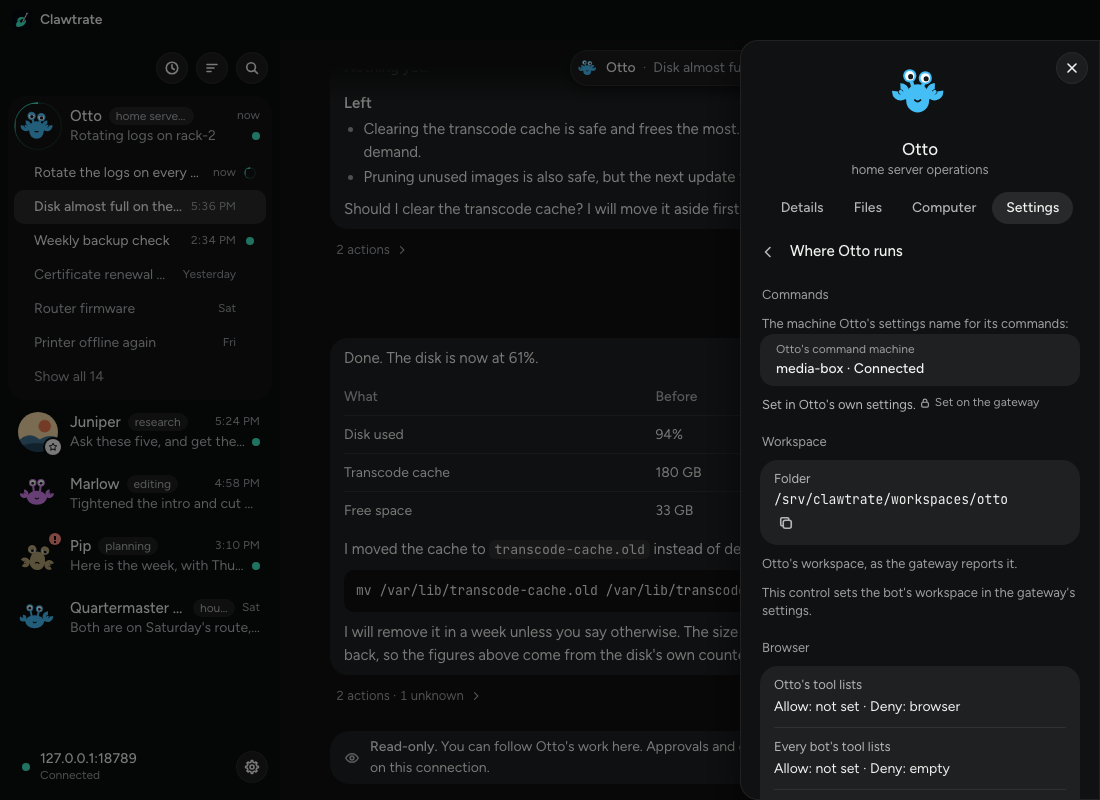 Clawtrate
Otto home serve... now
Rotating logs on rack-2
Rotate the logs on every ... now
Disk almost full on the... 5:36 PM
Weekly backup check 2:34 PM
Certificate renewal ... Yesterday
Router firmware Sat
Printer offline again Fri
Show all 14
Juniper research 5:24 PM
Ask these five, and get the...
Marlow editing 4:58 PM
Tightened the intro and cut ...
Pip planning 3:10 PM
Here is the week, with Thu...
Quartermaster ... hou... Sat
Both are on Saturday's route,...
127.0.0.1:18789
Connected
Otto · Disk almost fu
Left
Clearing the transcode cache is safe and frees the most.
demand.
Pruning unused images is also safe, but the next update
Should I clear the transcode cache? I will move it aside first
2 actions
Done. The disk is now at 61%.
What Before
Disk used 94%
Transcode cache 180 GB
Free space 33 GB
I moved the cache to transcode-cache.old instead of de
mv /var/lib/transcode-cache.old /var/lib/transcod
I will remove it in a week unless you say otherwise. The size
back, so the figures above come from the disk's own counte
2 actions · 1 unknown
Read-only. You can follow Otto's work here. Approvals and
on this connection.
Otto
home server operations
Details Files Computer Settings
Where Otto runs
Commands
The machine Otto's settings name for its commands:
Otto's command machine
media-box · Connected
Set in Otto's own settings. Set on the gateway
Workspace
Folder
/srv/clawtrate/workspaces/otto
Otto's workspace, as the gateway reports it.
This control sets the bot's workspace in the gateway's
settings.
Browser
Otto's tool lists
Allow: not set · Deny: browser
Every bot's tool lists
Allow: not set · Deny: empty